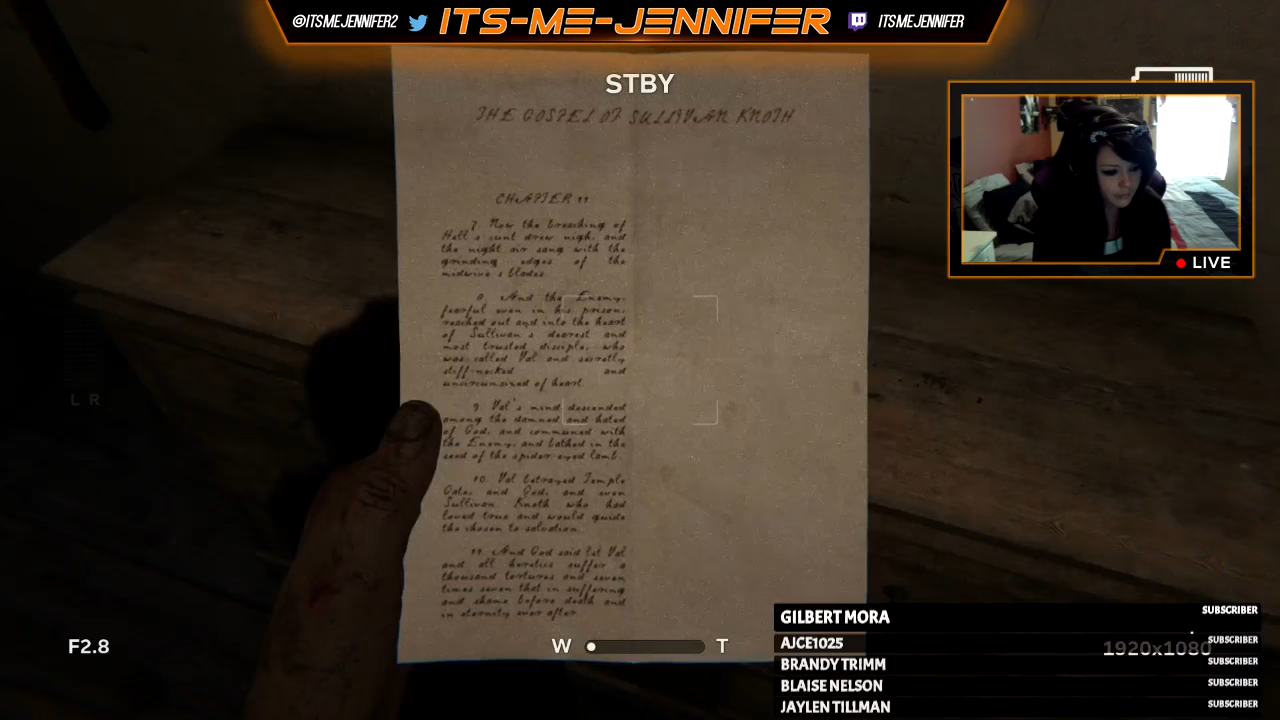 @ITSMEJENNIFER2
ITS-ME-JENNIFER
ITSMEJENNIFER
STBY
THE GOSPEL OF SULLIVAN KNOTH
CHAPTER 11
7. Now the breaching of
Hell's cunt drew nigh, and
the night air sang with the
grinding edges of the
midwive's blades.
8. And the Enemy,
fearful even in his prison,
reached out and into the heart
of Sullivan's dearest and
most trusted disciple, who
was called Val and secretly
stiff-necked and
uncircumcised of heart.
9. Val's mind descended
among the damned and hated
of God, and communed with
the Enemy, and bathed in the
seed of the spider-eyed lamb.
10. Val betrayed Temple
Gate, and God, and even
Sullivan Knoth who had
loved true and would guide
the chosen to salvation.
11. And God said let Val
and all heretics suffer a
thousand tortures and seven
times seven that in suffering
and shame before death and
in eternity ever after.
LIVE
L R
F2.8
W T
1920x1080
GILBERT MORA SUBSCRIBER
AJCE1025 SUBSCRIBER
BRANDY TRIMM SUBSCRIBER
BLAISE NELSON SUBSCRIBER
JAYLEN TILLMAN SUBSCRIBER